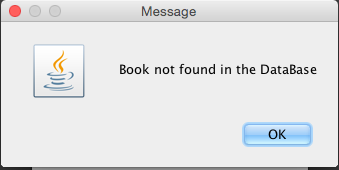 Message
Book not found in the DataBase
OK